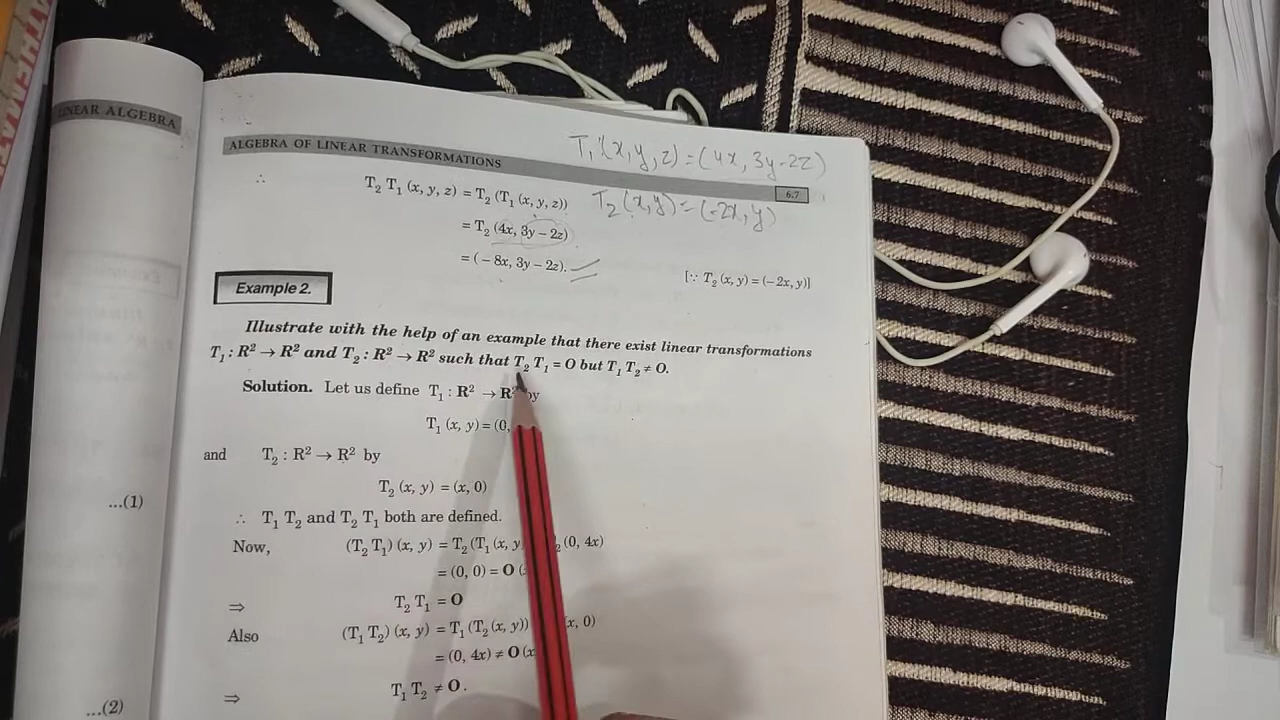 LINEAR ALGEBRA
...(1)
...(2)
ALGEBRA OF LINEAR TRANSFORMATIONS
T₁(x,y,z)=(4x, 3y-2z)
6.7
∴ T₂ T₁ (x, y, z) = T₂ (T₁ (x, y, z))
T₂(x,y)=(-2x,y)
= T₂ (4x, 3y – 2z)
= (– 8x, 3y – 2z).
[∵ T₂ (x, y) = (–2x, y)]
Example 2.
Illustrate with the help of an example that there exist linear transformations
T₁ : R² → R² and T₂ : R² → R² such that T₂ T₁ = O but T₁ T₂ ≠ O.
Solution. Let us define T₁ : R² → R² by
T₁ (x, y) = (0,
and T₂ : R² → R² by
T₂ (x, y) = (x, 0)
∴ T₁ T₂ and T₂ T₁ both are defined.
Now, (T₂ T₁) (x, y) = T₂ (T₁ (x, y ₂ (0, 4x)
= (0, 0) = O (
⇒ T₂ T₁ = O
Also (T₁ T₂) (x, y) = T₁ (T₂ (x, y)) x, 0)
= (0, 4x) ≠ O (x
⇒ T₁ T₂ ≠ O.